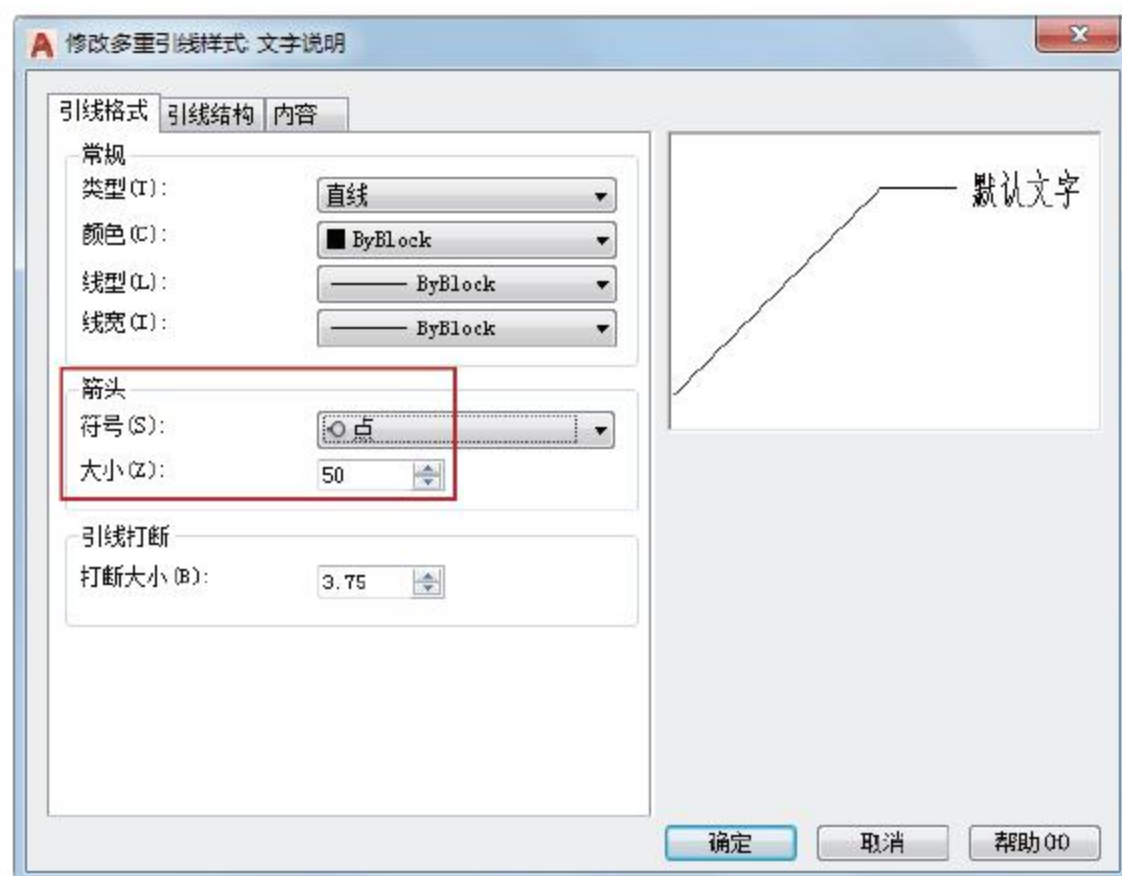 修改多重引线样式: 文字说明
引线格式 引线结构 内容
常规
类型(T): 直线
颜色(C): ByBlock
线型(L): ByBlock
线宽(I): ByBlock
箭头
符号(S): 点
大小(Z): 50
引线打断
打断大小(B): 3.75
默认文字
确定 取消 帮助(H)